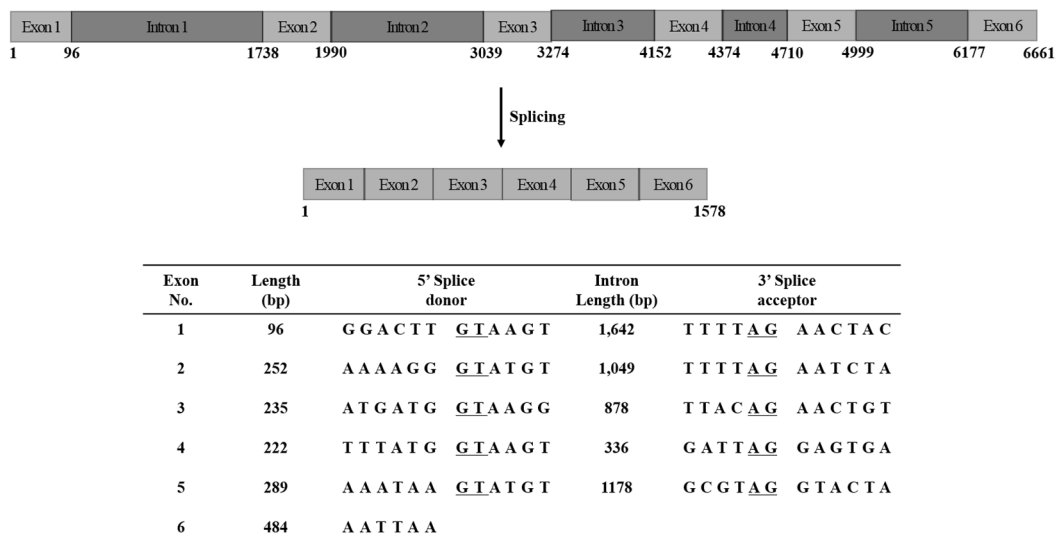 Exon 1 Intron 1 Exon 2 Intron 2 Exon 3 Intron 3 Exon 4 Intron 4 Exon 5 Intron 5 Exon 6
1 96 1738 1990 3039 3274 4152 4374 4710 4999 6177 6661
Splicing
Exon 1 Exon 2 Exon 3 Exon 4 Exon 5 Exon 6
1 1578
Exon Length 5’ Splice Intron 3’ Splice
No. (bp) donor Length (bp) acceptor
1 96 G G A C T T G T A A G T 1,642 T T T T A G A A C T A C
2 252 A A A A G G G T A T G T 1,049 T T T T A G A A T C T A
3 235 A T G A T G G T A A G G 878 T T A C A G A A C T G T
4 222 T T T A T G G T A A G T 336 G A T T A G G A G T G A
5 289 A A A T A A G T A T G T 1178 G C G T A G G T A C T A
6 484 A A T T A A